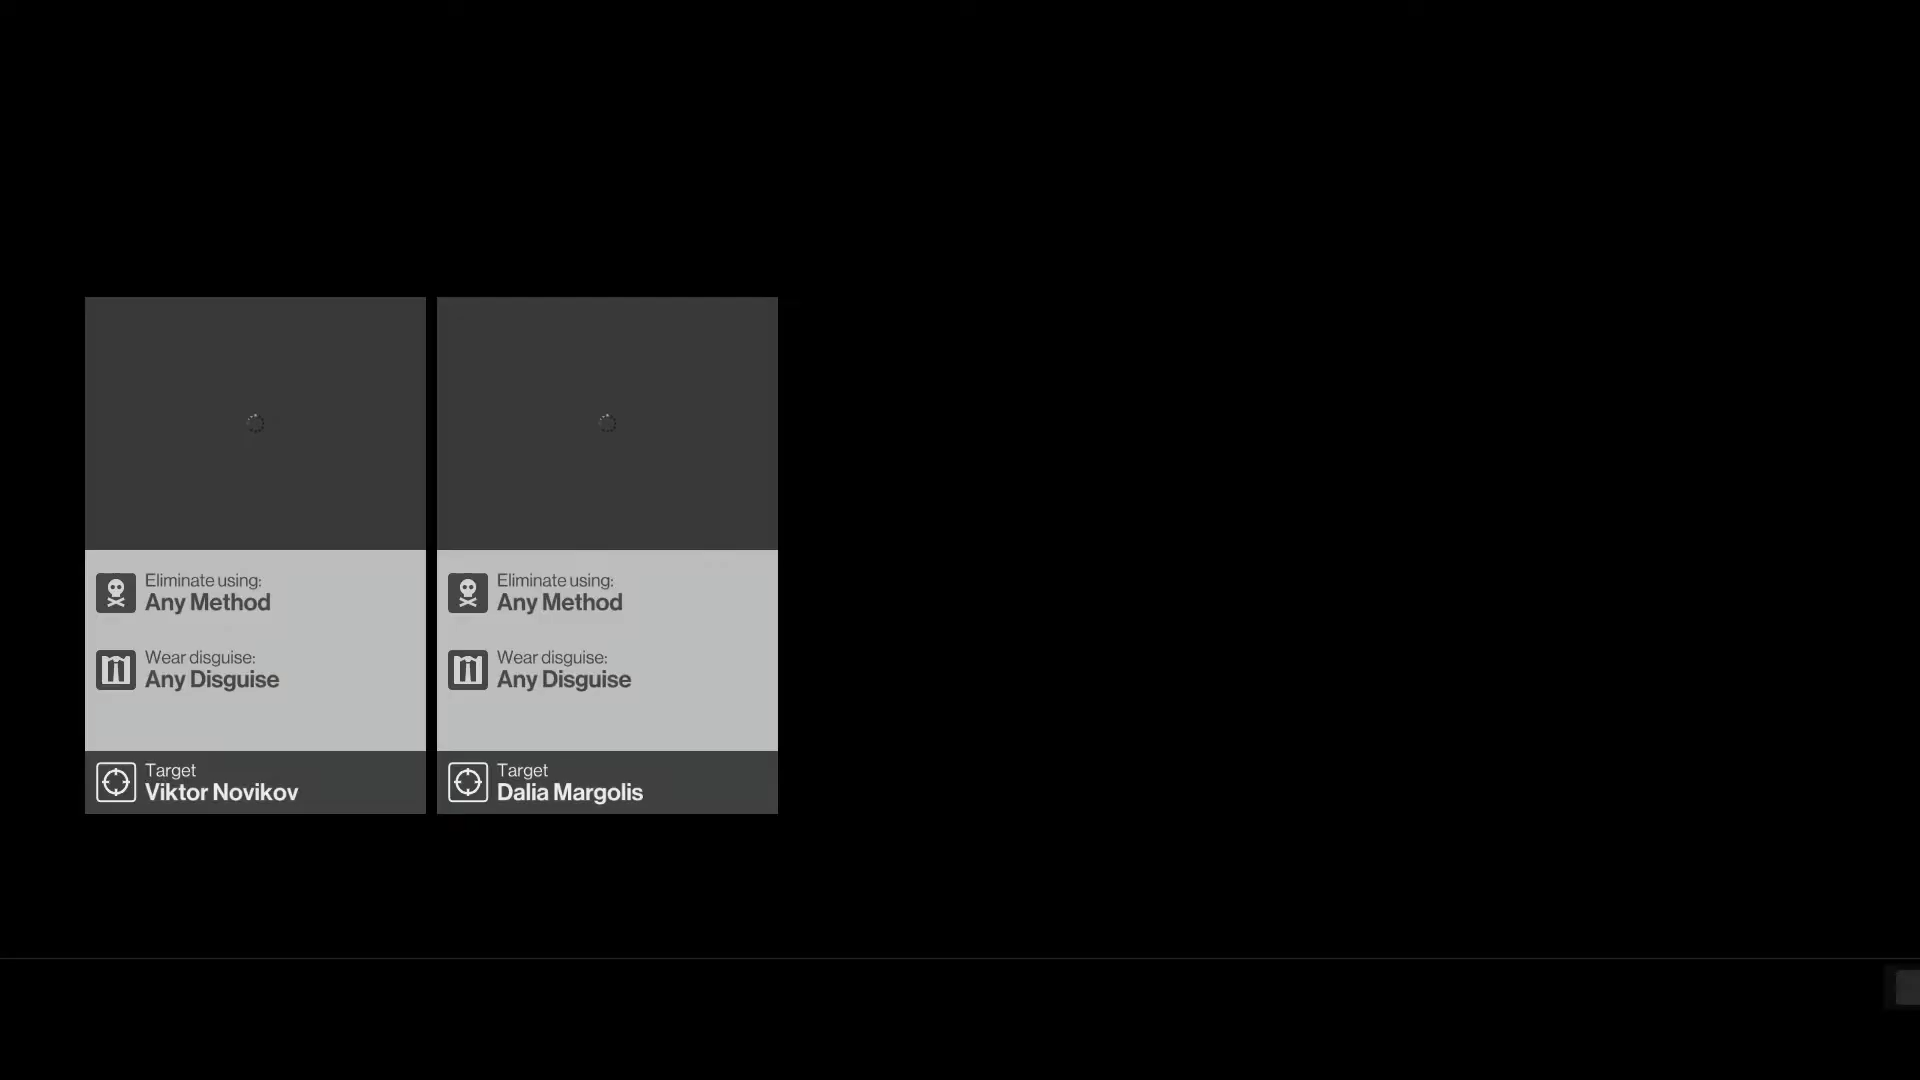 Eliminate using:
Any Method
Wear disguise:
Any Disguise
Target
Viktor Novikov
Eliminate using:
Any Method
Wear disguise:
Any Disguise
Target
Dalia Margolis